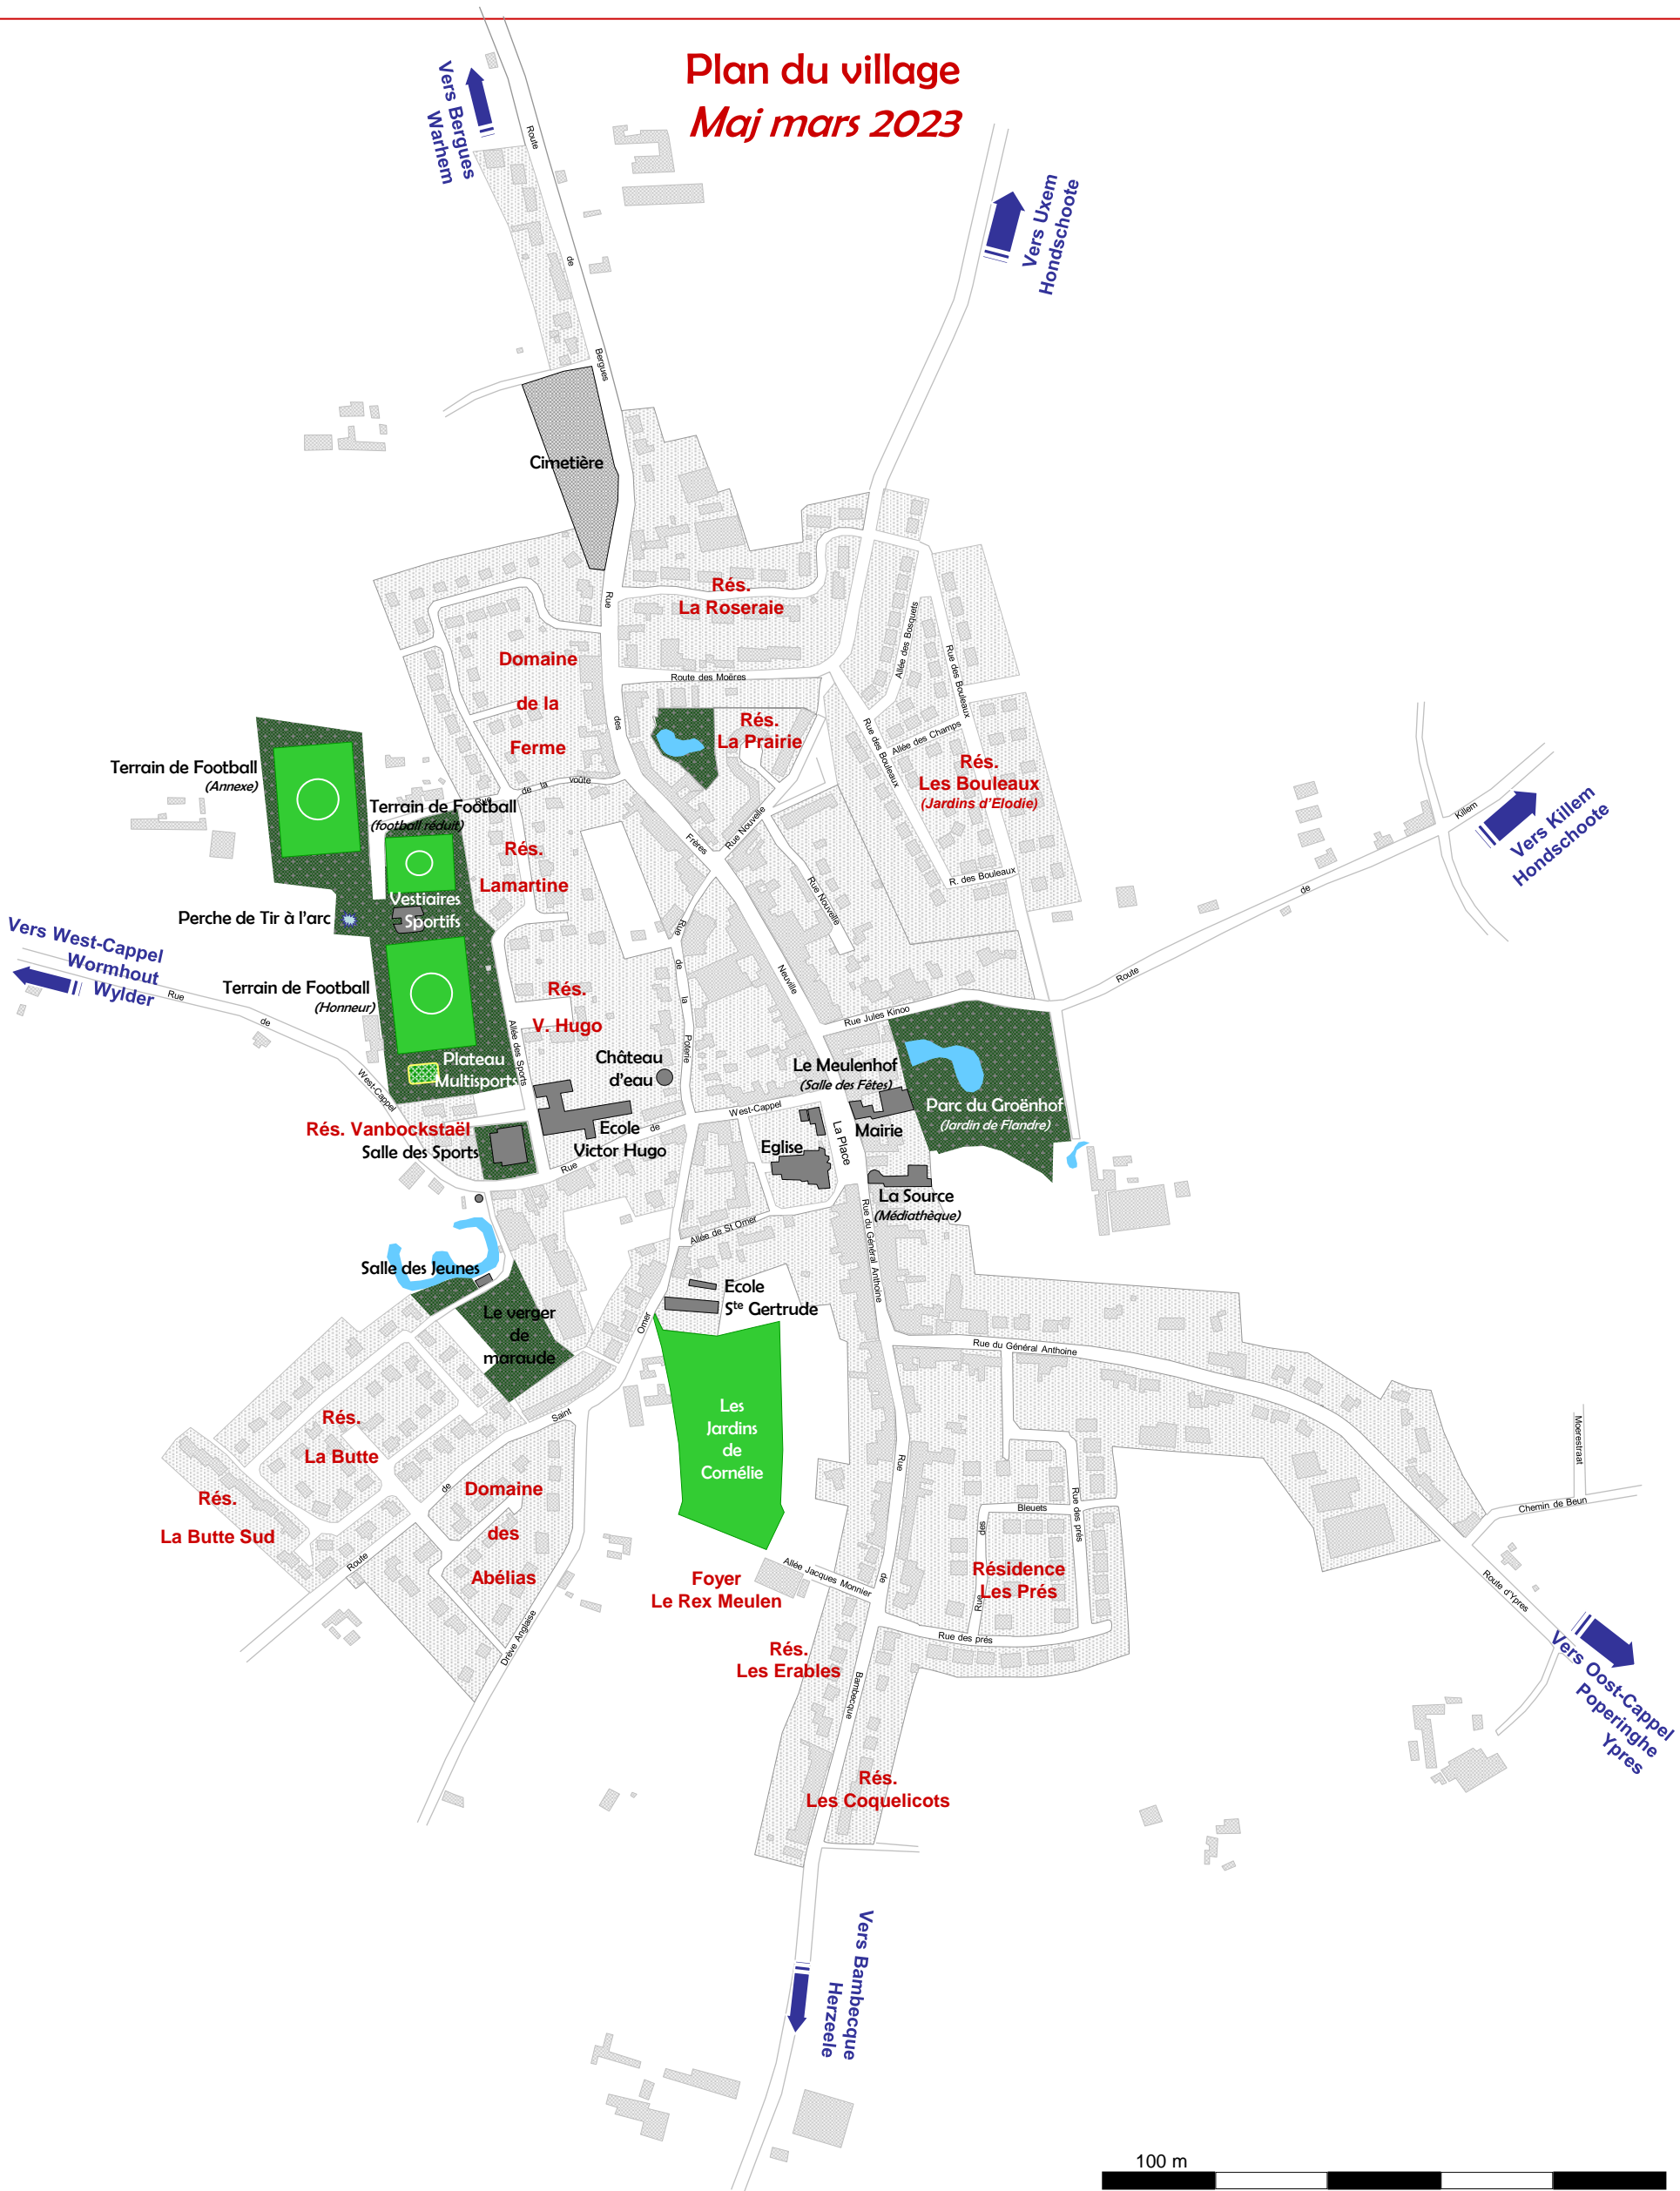 Plan du village
Maj mars 2023
Vers Bergues
Warhem
Route
de
Bergues
Vers Uxem
Hondschoote
Cimetière
Rés.
La Roseraie
Rue
des
Frères
Neuville
Domaine
de la
Ferme
Route des Moëres
Allée des Bosquets
Rue des Bouleaux
Rue des Bouleaux
Allée des Champs
Rés.
La Prairie
Rés.
Les Bouleaux
(Jardins d'Elodie)
R. des Bouleaux
Terrain de Football
(Annexe)
Terrain de Football
(football réduit)
Rue
de
la
voûte
Rue Nouvelle
Rue Nouvelle
Rés.
Lamartine
Vestiaires
Sportifs
Perche de Tir à l'arc
Vers Killem
Hondschoote
Killem
de
Route
Vers West-Cappel
Wormhout
Wylder
Rue
de
West-Cappel
Terrain de Football
(Honneur)
Rue
de
la
Poterie
Rés.
V. Hugo
Allée des Sports
Plateau
Multisports
Château
d'eau
Rue Jules Kinoo
Le Meulenhof
(Salle des Fêtes)
Parc du Groënhof
(Jardin de Flandre)
Mairie
West-Cappel
de
Rue
La Place
Eglise
Rés. Vanbockstaël
Salle des Sports
Ecole
Victor Hugo
La Source
(Médiathèque)
Allée de St Omer
Rue du Général Anthoine
Salle des Jeunes
Ecole
Ste Gertrude
Le verger
de
maraude
Omer
Saint
de
Route
Rue du Général Anthoine
Les
Jardins
de
Cornélie
Rés.
La Butte
Rés.
La Butte Sud
Domaine
des
Abélias
Drève Anglaise
Rue
de
Bambecque
Bleuets
des
Rue
Rue des prés
Résidence
Les Prés
Rue des prés
Moerestraat
Chemin de Beun
Route d'Ypres
Allée Jacques Monnier
Foyer
Le Rex Meulen
Rés.
Les Erables
Vers Oost-Cappel
Poperinghe
Ypres
Rés.
Les Coquelicots
Vers Bambecque
Herzeele
100 m